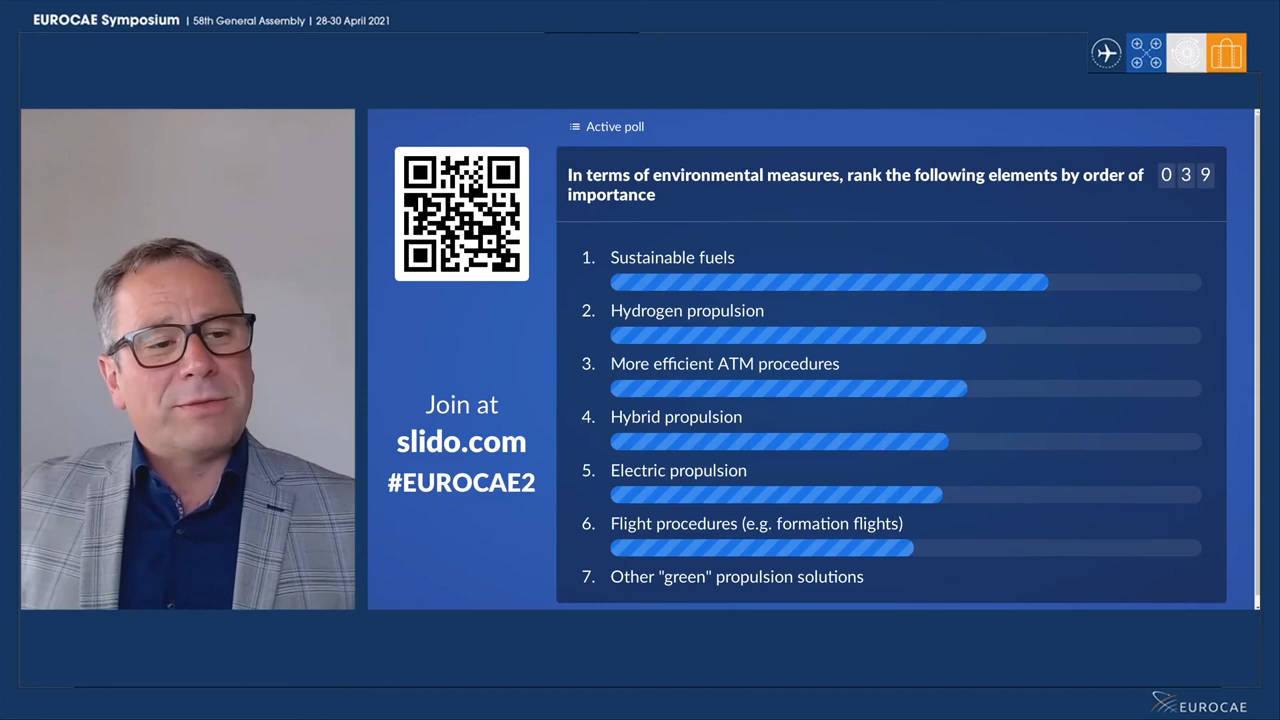 EUROCAE Symposium | 58th General Assembly | 28-30 April 2021
Active poll
In terms of environmental measures, rank the following elements by order of
importance
039
1. Sustainable fuels
2. Hydrogen propulsion
3. More efficient ATM procedures
4. Hybrid propulsion
5. Electric propulsion
6. Flight procedures (e.g. formation flights)
7. Other "green" propulsion solutions
Join at
slido.com
#EUROCAE2
EUROCAE